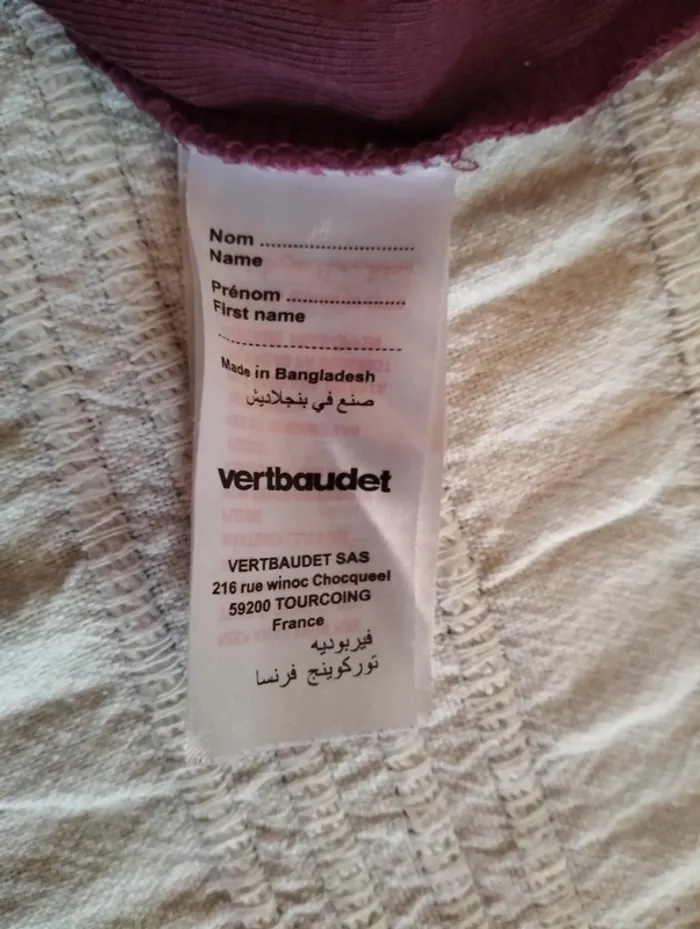 Nom ........................
Name
Prénom ...................
First name
.............................
Made in Bangladesh
صنع في بنجلاديش
vertbaudet
VERTBAUDET SAS
216 rue winoc Chocqueel
59200 TOURCOING
France
فيربوديه
توركوينج فرنسا